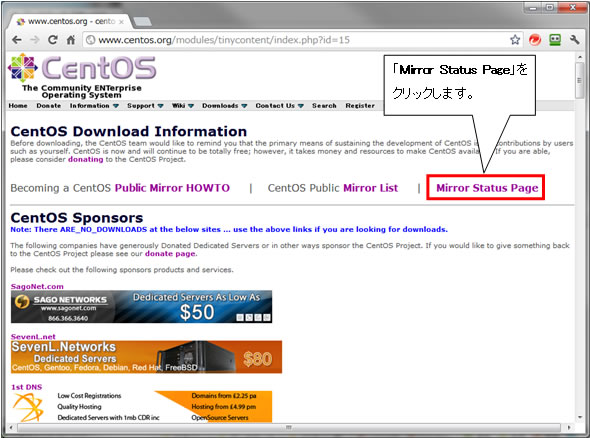 www.centos.org - cento
www.centos.org/modules/tinycontent/index.php?id=15
CentOS
The Community ENTerprise
Operating System
「Mirror Status Page」を
クリックします。
Home Donate Information Support Wiki Downloads Contact Us Search Register
CentOS Download Information
Before downloading, the CentOS team would like to remind you that the primary means of sustaining the development of CentOS is contributions by users
such as yourself. CentOS is now and will continue to be totally free; however, it takes money and resources to make CentOS available. If you are able,
please consider donating to the CentOS Project.
Becoming a CentOS Public Mirror HOWTO | CentOS Public Mirror List | Mirror Status Page
CentOS Sponsors
Note: There ARE_NO_DOWNLOADS at the below sites ... use the above links if you are looking for downloads.
The following companies have generously Donated Dedicated Servers or in other ways sponsor the CentOS Project. If you would like to give something back
to the CentOS Project please see our donate page.
Please check out the following sponsors products and services.
SagoNet.com
SAGO NETWORKS
www.sagonet.com
866.366.3640
Dedicated Servers As Low As
$50
SevenL.net
SevenL.Networks
Dedicated Servers
CentOS, Gentoo, Fedora, Debian, Red Hat, FreeBSD
$80
1st DNS
Low Cost Registrations Domains from £2.25 pa
Quality Hosting Hosting from £4.99 pm
Dedicated Servers with 1mb CDR inc OpenSource Servers